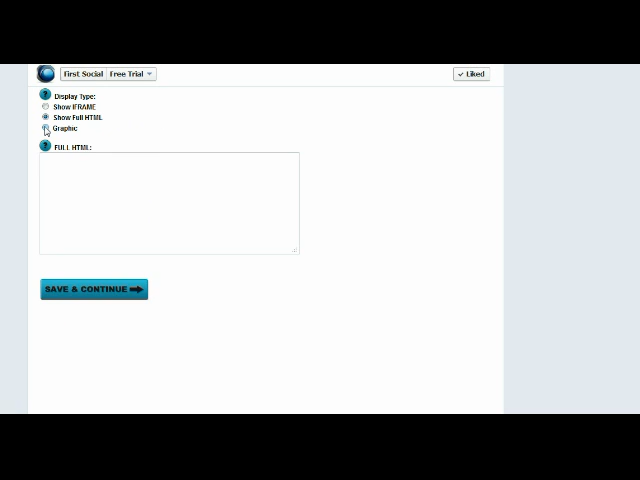 First Social Free Trial
Liked
? Display Type:
Show IFRAME
Show Full HTML
Graphic
? FULL HTML:
SAVE & CONTINUE